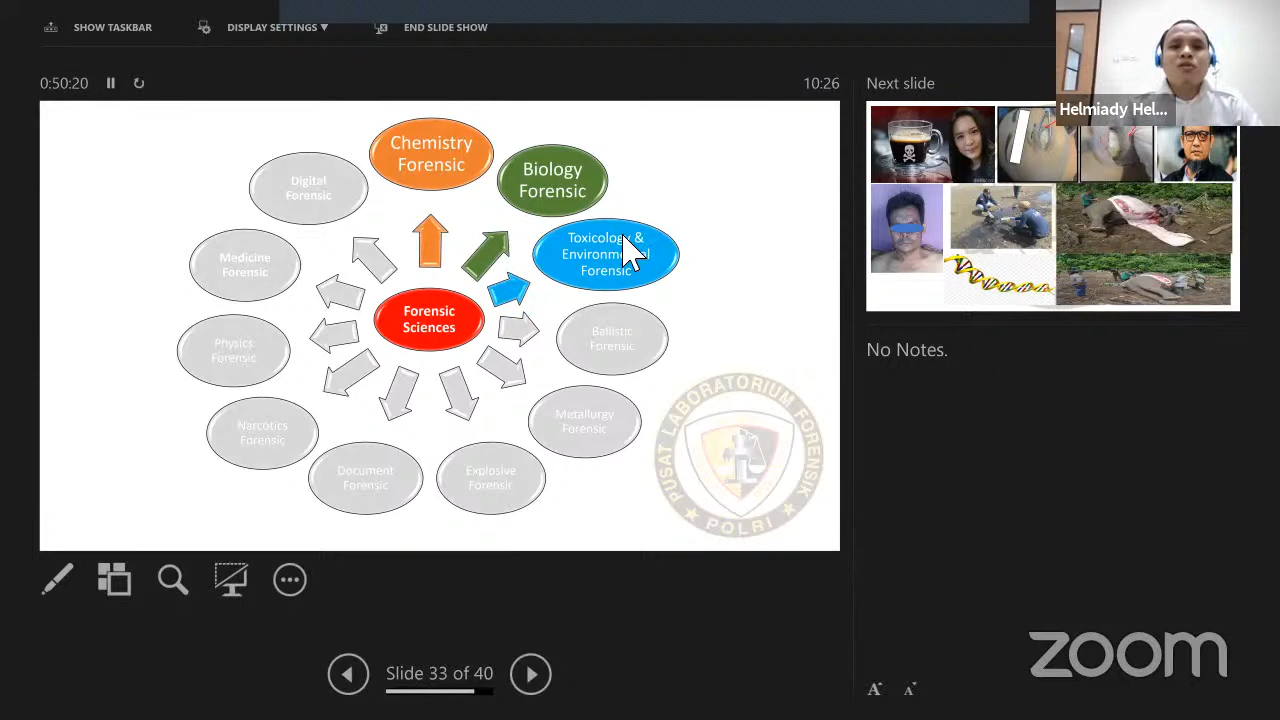 SHOW TASKBAR
DISPLAY SETTINGS ▼
END SLIDE SHOW
0:50:20
10:26
Next slide
Helmiady Hel...
Chemistry
Forensic
Biology
Forensic
Digital
Forensic
Toxicology &
Forensic
Medicine
Forensic
Forensic
Sciences
Ballistic
Forensic
Physics
Forensic
Metallurgy
Forensic
Narcotics
Forensic
Document
Forensic
Explosive
Forensic
PUSAT LABORATORIUM FORENSIK
POLRI
No Notes.
Slide 33 of 40
zoom
A
A